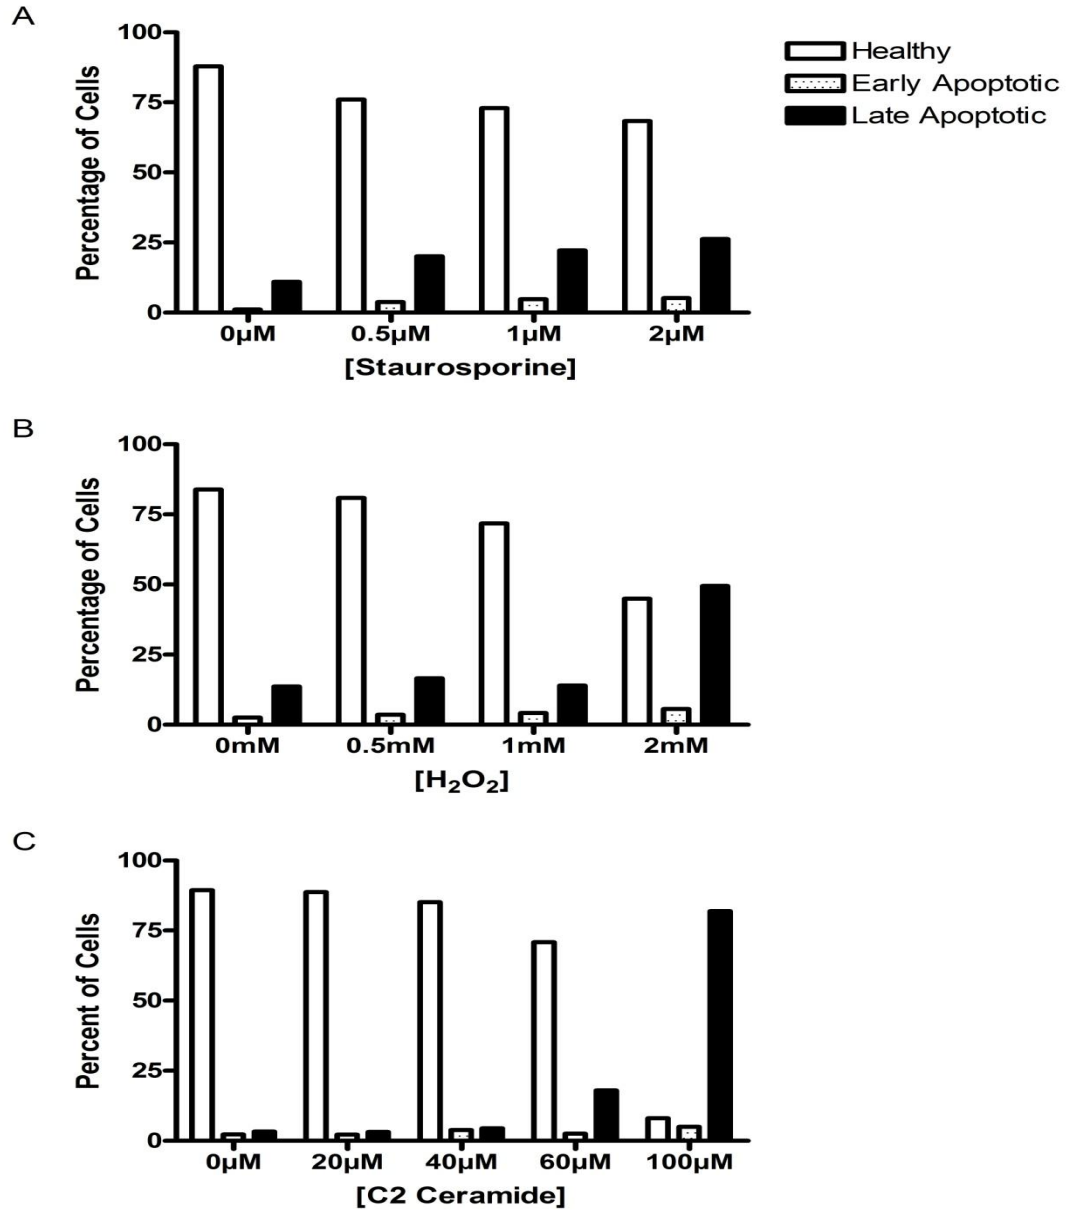 A
100
75
50
25
0
Percentage of Cells
0µM 0.5µM 1µM 2µM
[Staurosporine]
Healthy
Early Apoptotic
Late Apoptotic
B
100
75
50
25
0
Percentage of Cells
0mM 0.5mM 1mM 2mM
[H₂O₂]
C
100
75
50
25
0
Percent of Cells
0µM 20µM 40µM 60µM 100µM
[C2 Ceramide]